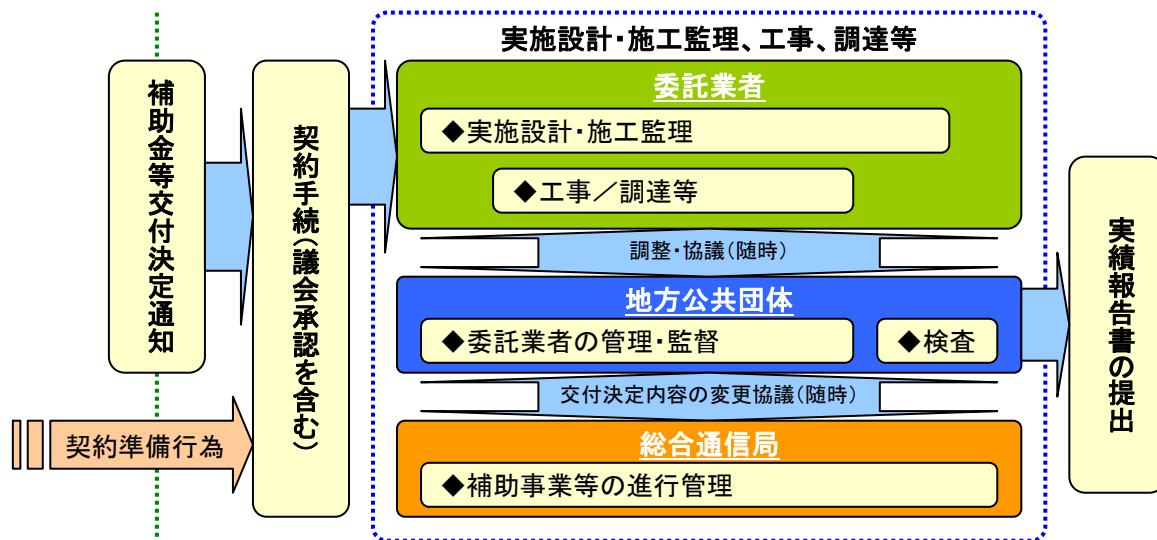 補助金等交付決定通知
契約準備行為
契約手続(議会承認を含む)
実施設計・施工監理、工事、調達等
委託業者
◆実施設計・施工監理
◆工事／調達等
調整・協議(随時)
地方公共団体
◆委託業者の管理・監督
◆検査
交付決定内容の変更協議(随時)
総合通信局
◆補助事業等の進行管理
実績報告書の提出